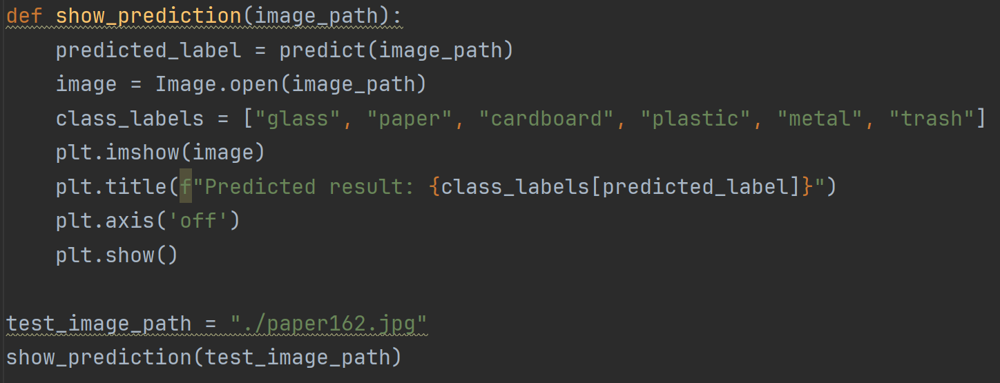 def show_prediction(image_path):
    predicted_label = predict(image_path)
    image = Image.open(image_path)
    class_labels = ["glass", "paper", "cardboard", "plastic", "metal", "trash"]
    plt.imshow(image)
    plt.title(f"Predicted result: {class_labels[predicted_label]}")
    plt.axis('off')
    plt.show()

test_image_path = "./paper162.jpg"
show_prediction(test_image_path)